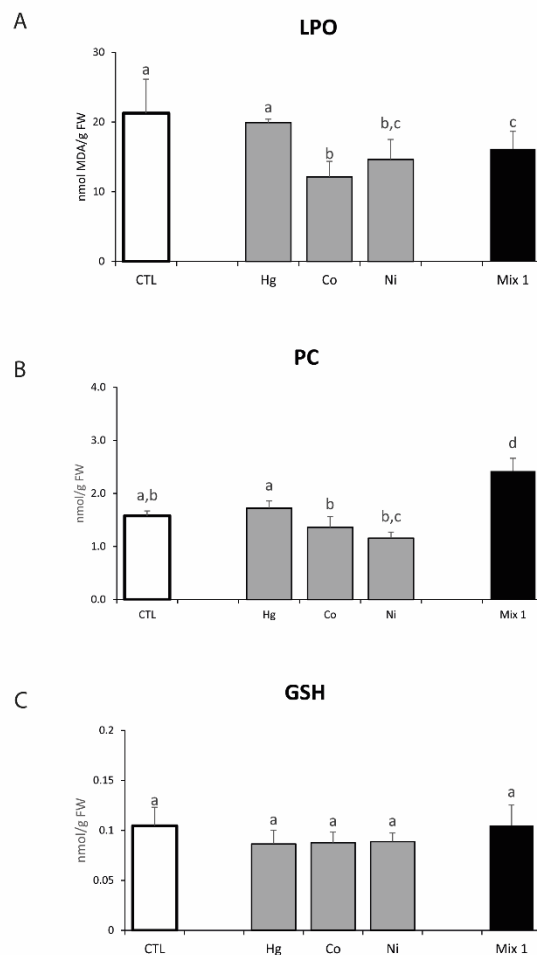 A
LPO
30
20
10
0
nmol MDA/g FW
a
a
b
b,c
c
CTL Hg Co Ni Mix 1
B
PC
4.0
3.0
2.0
1.0
0.0
nmol/g FW
a,b
a
b
b,c
d
CTL Hg Co Ni Mix 1
C
GSH
0.2
0.15
0.1
0.05
0
nmol/g FW
a
a
a
a
a
CTL Hg Co Ni Mix 1